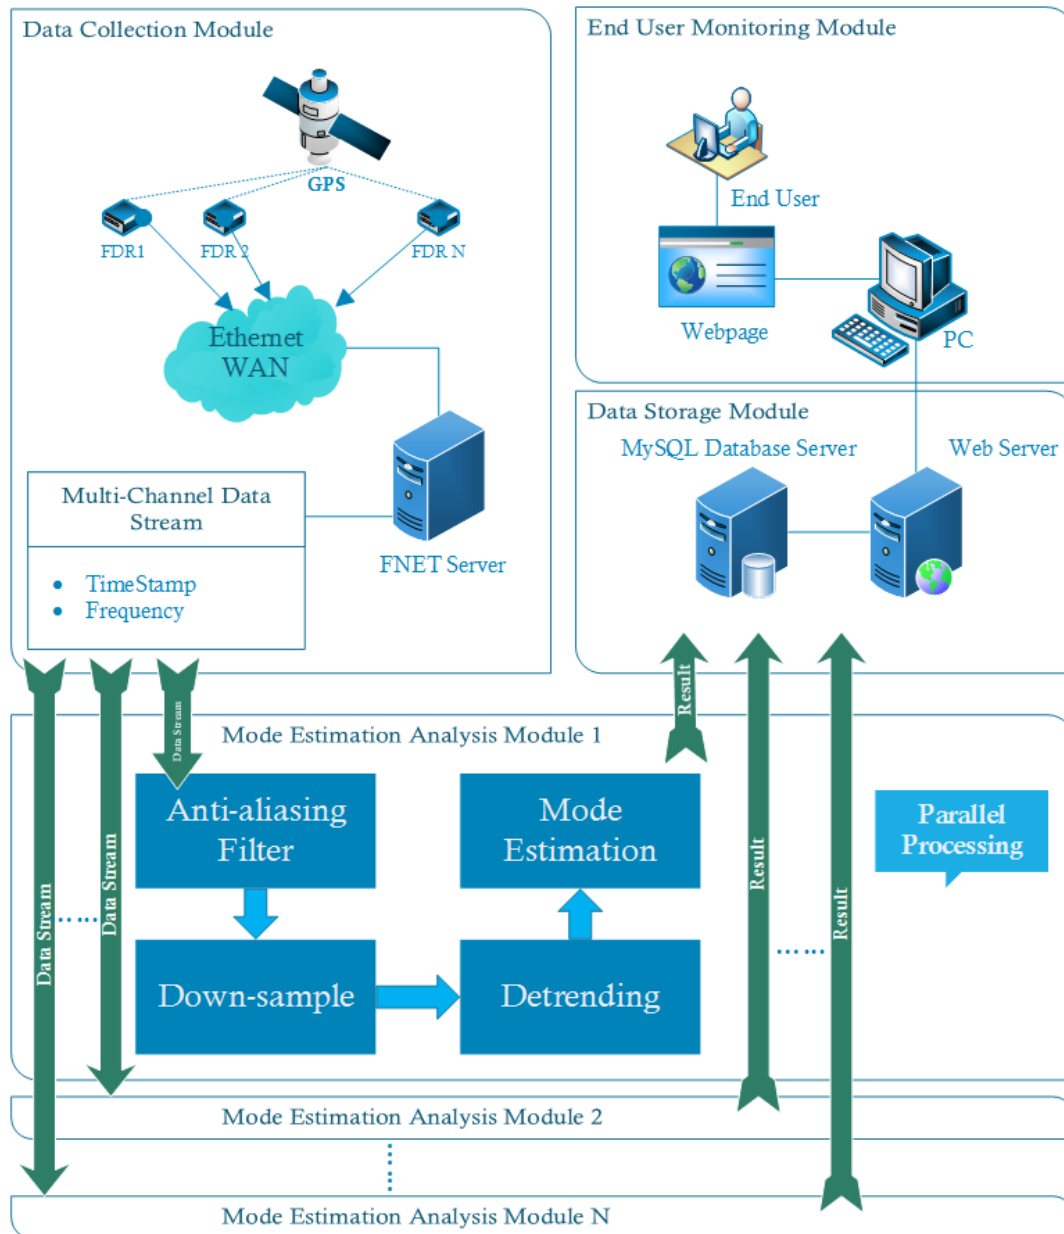 Data Collection Module
GPS
FDR1
FDR 2
FDR N
Ethernet
WAN
FNET Server
Multi-Channel Data
Stream
• TimeStamp
• Frequency
End User Monitoring Module
End User
Webpage
PC
Data Storage Module
MySQL Database Server
Web Server
Data Stream
Data Stream
Data Stream
Result
Result
Result
Mode Estimation Analysis Module 1
Anti-aliasing
Filter
Mode
Estimation
Down-sample
Detrending
Parallel
Processing
......
......
Mode Estimation Analysis Module 2
......
Mode Estimation Analysis Module N